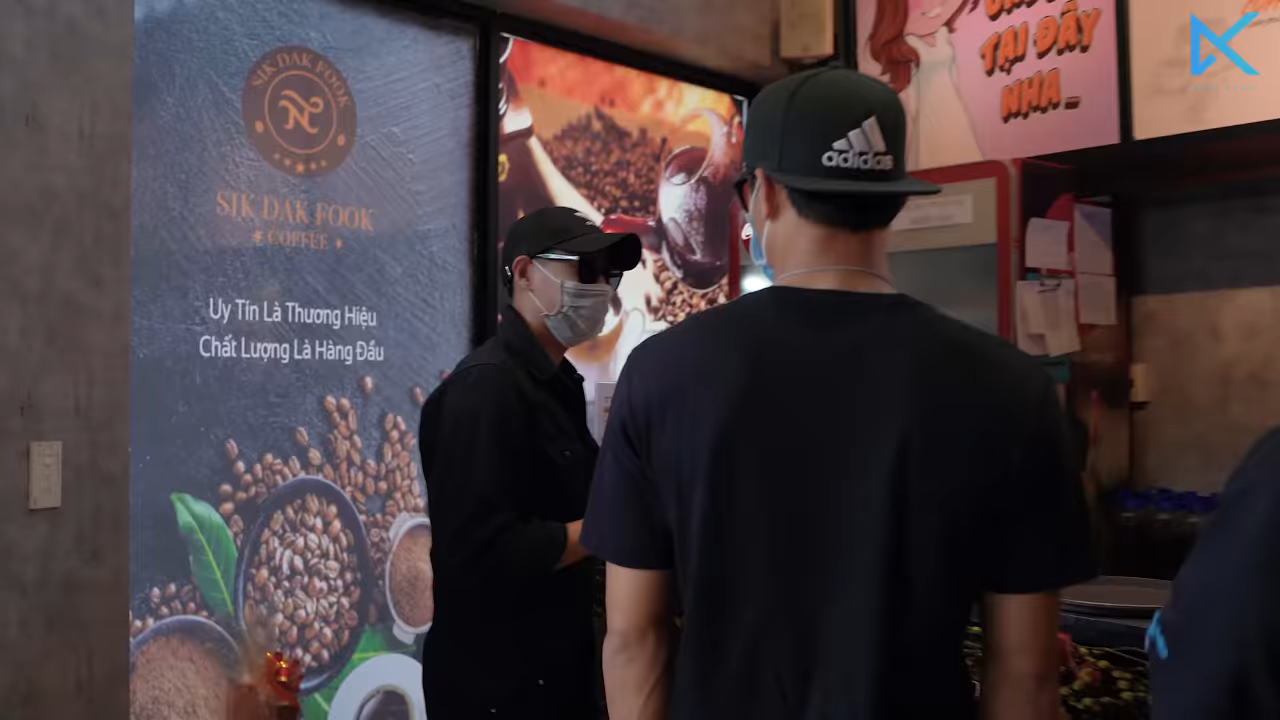 SIK DAK FOOK
SIK DAK FOOK
COFFEE
Uy Tín Là Thương Hiệu
Chất Lượng Là Hàng Đầu
adidas
TẠI ĐÂY
NHA...